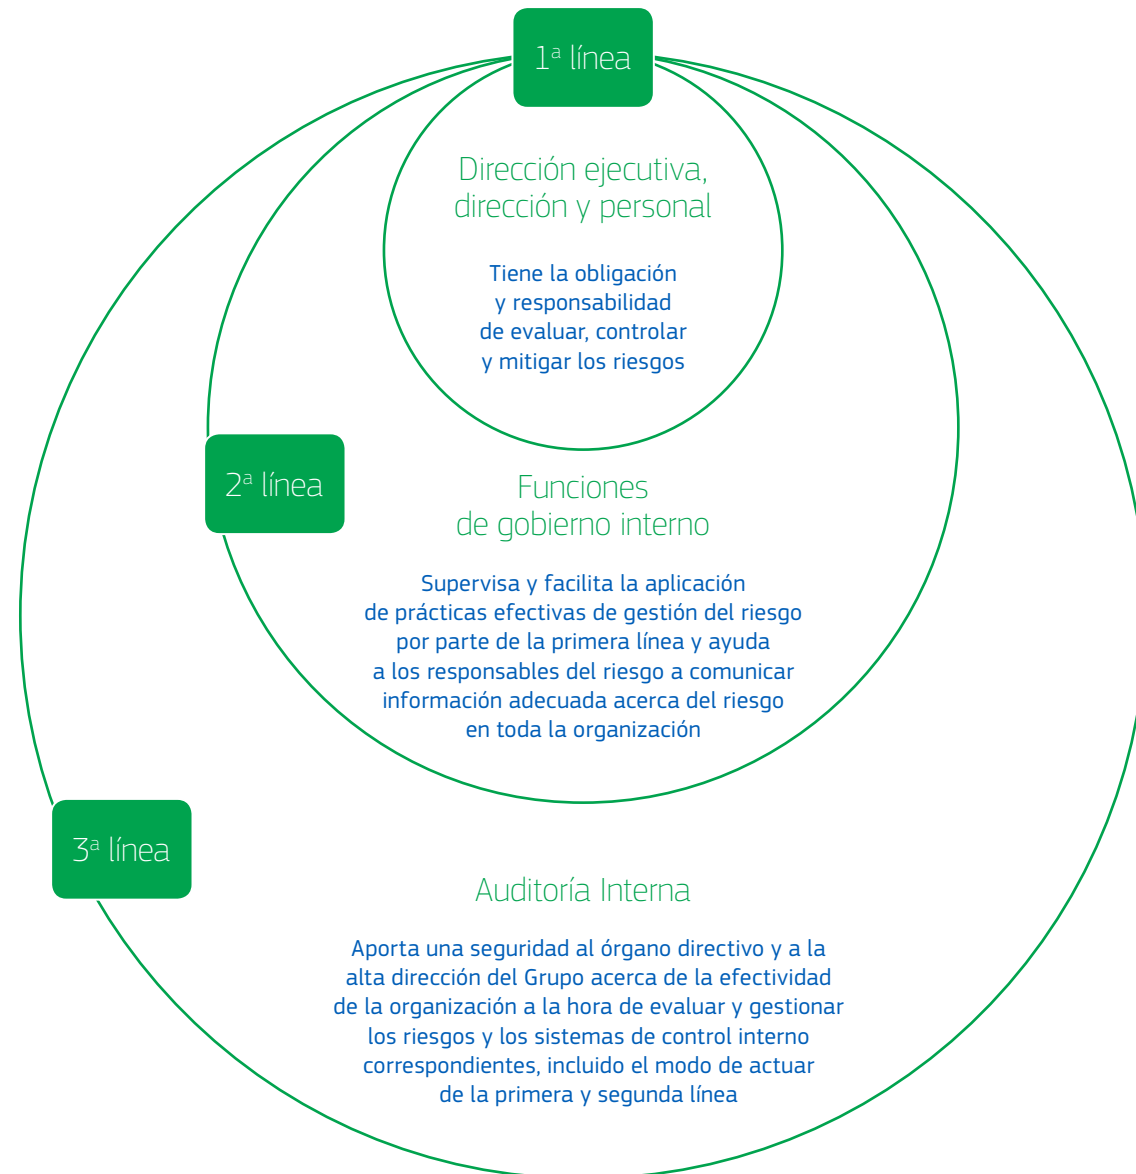 1ª línea
Dirección ejecutiva,
dirección y personal
Tiene la obligación
y responsabilidad
de evaluar, controlar
y mitigar los riesgos
2ª línea
Funciones
de gobierno interno
Supervisa y facilita la aplicación
de prácticas efectivas de gestión del riesgo
por parte de la primera línea y ayuda
a los responsables del riesgo a comunicar
información adecuada acerca del riesgo
en toda la organización
3ª línea
Auditoría Interna
Aporta una seguridad al órgano directivo y a la
alta dirección del Grupo acerca de la efectividad
de la organización a la hora de evaluar y gestionar
los riesgos y los sistemas de control interno
correspondientes, incluido el modo de actuar
de la primera y segunda línea